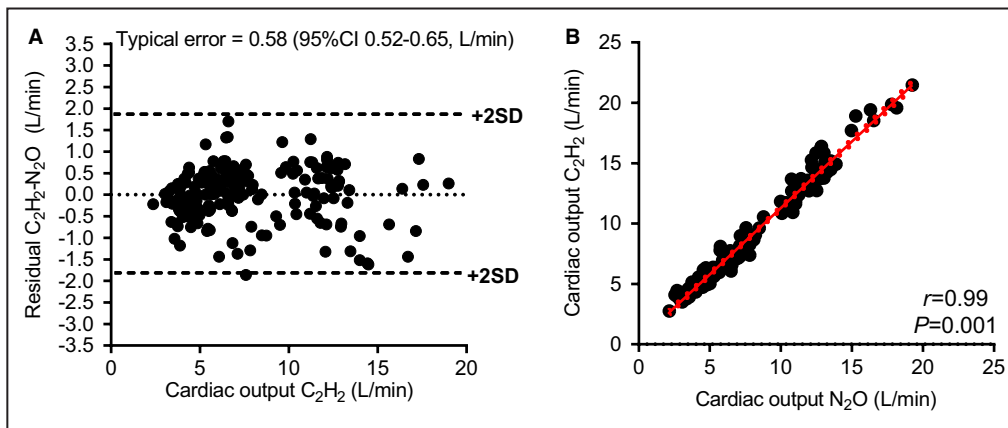 A
Typical error = 0.58 (95%CI 0.52-0.65, L/min)
Residual C₂H₂-N₂O (L/min)
3.5
3.0
2.5
2.0
1.5
1.0
0.5
0.0
-0.5
-1.0
-1.5
-2.0
-2.5
-3.0
-3.5
+2SD
+2SD
0
5
10
15
20
Cardiac output C₂H₂ (L/min)
B
Cardiac output C₂H₂ (L/min)
25
20
15
10
5
0
r=0.99
P=0.001
0
5
10
15
20
25
Cardiac output N₂O (L/min)